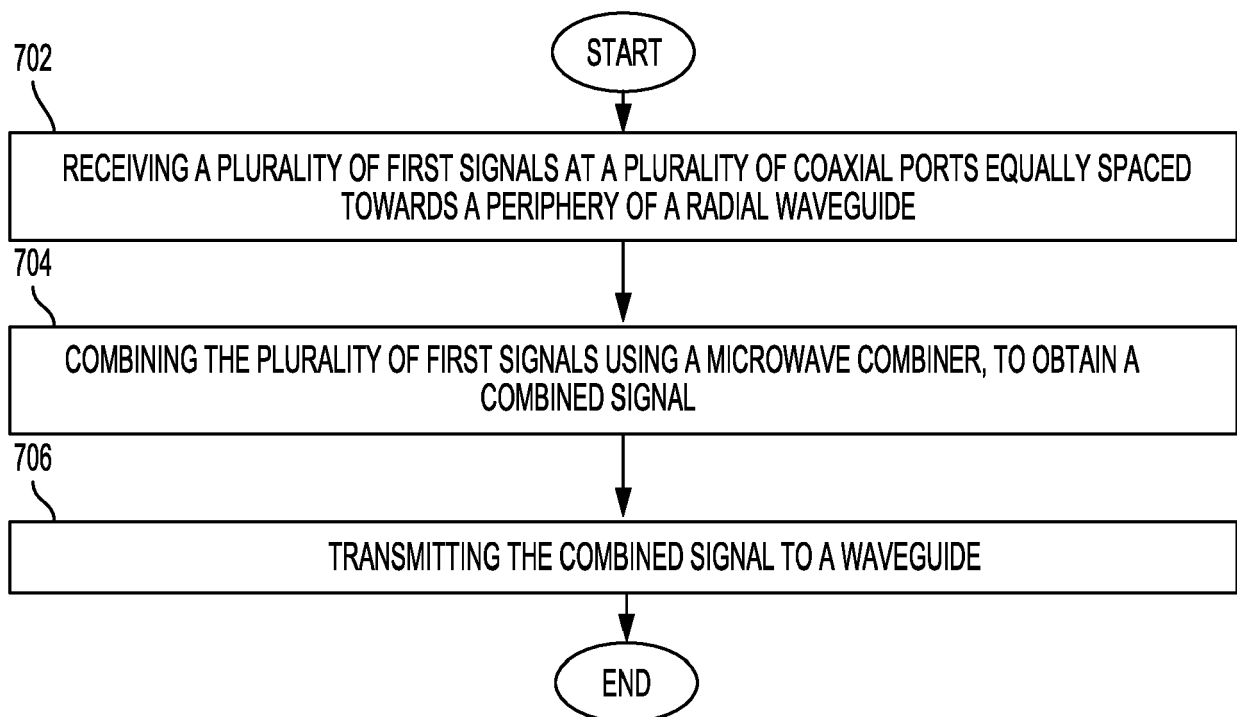 START
702
RECEIVING A PLURALITY OF FIRST SIGNALS AT A PLURALITY OF COAXIAL PORTS EQUALLY SPACED
TOWARDS A PERIPHERY OF A RADIAL WAVEGUIDE
704
COMBINING THE PLURALITY OF FIRST SIGNALS USING A MICROWAVE COMBINER, TO OBTAIN A
COMBINED SIGNAL
706
TRANSMITTING THE COMBINED SIGNAL TO A WAVEGUIDE
END